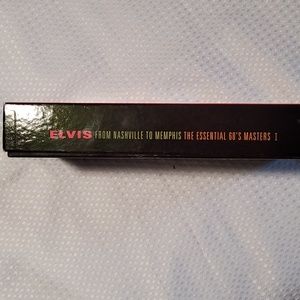 ELVIS FROM NASHVILLE TO MEMPHIS THE ESSENTIAL 60'S MASTERS I